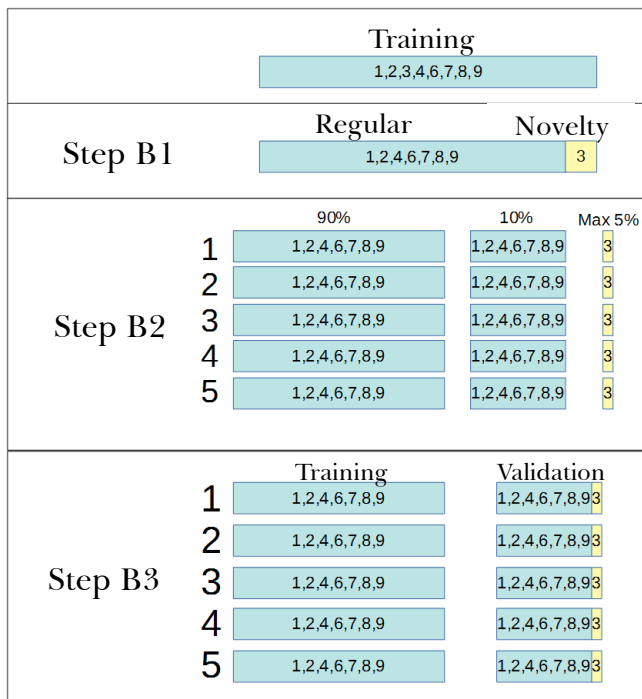 Training
1,2,3,4,6,7,8,9
Regular Novelty
Step B1
1,2,4,6,7,8,9 3
90% 10% Max 5%
Step B2
1 1,2,4,6,7,8,9 1,2,4,6,7,8,9 3
2 1,2,4,6,7,8,9 1,2,4,6,7,8,9 3
3 1,2,4,6,7,8,9 1,2,4,6,7,8,9 3
4 1,2,4,6,7,8,9 1,2,4,6,7,8,9 3
5 1,2,4,6,7,8,9 1,2,4,6,7,8,9 3
Training Validation
Step B3
1 1,2,4,6,7,8,9 1,2,4,6,7,8,9 3
2 1,2,4,6,7,8,9 1,2,4,6,7,8,9 3
3 1,2,4,6,7,8,9 1,2,4,6,7,8,9 3
4 1,2,4,6,7,8,9 1,2,4,6,7,8,9 3
5 1,2,4,6,7,8,9 1,2,4,6,7,8,9 3